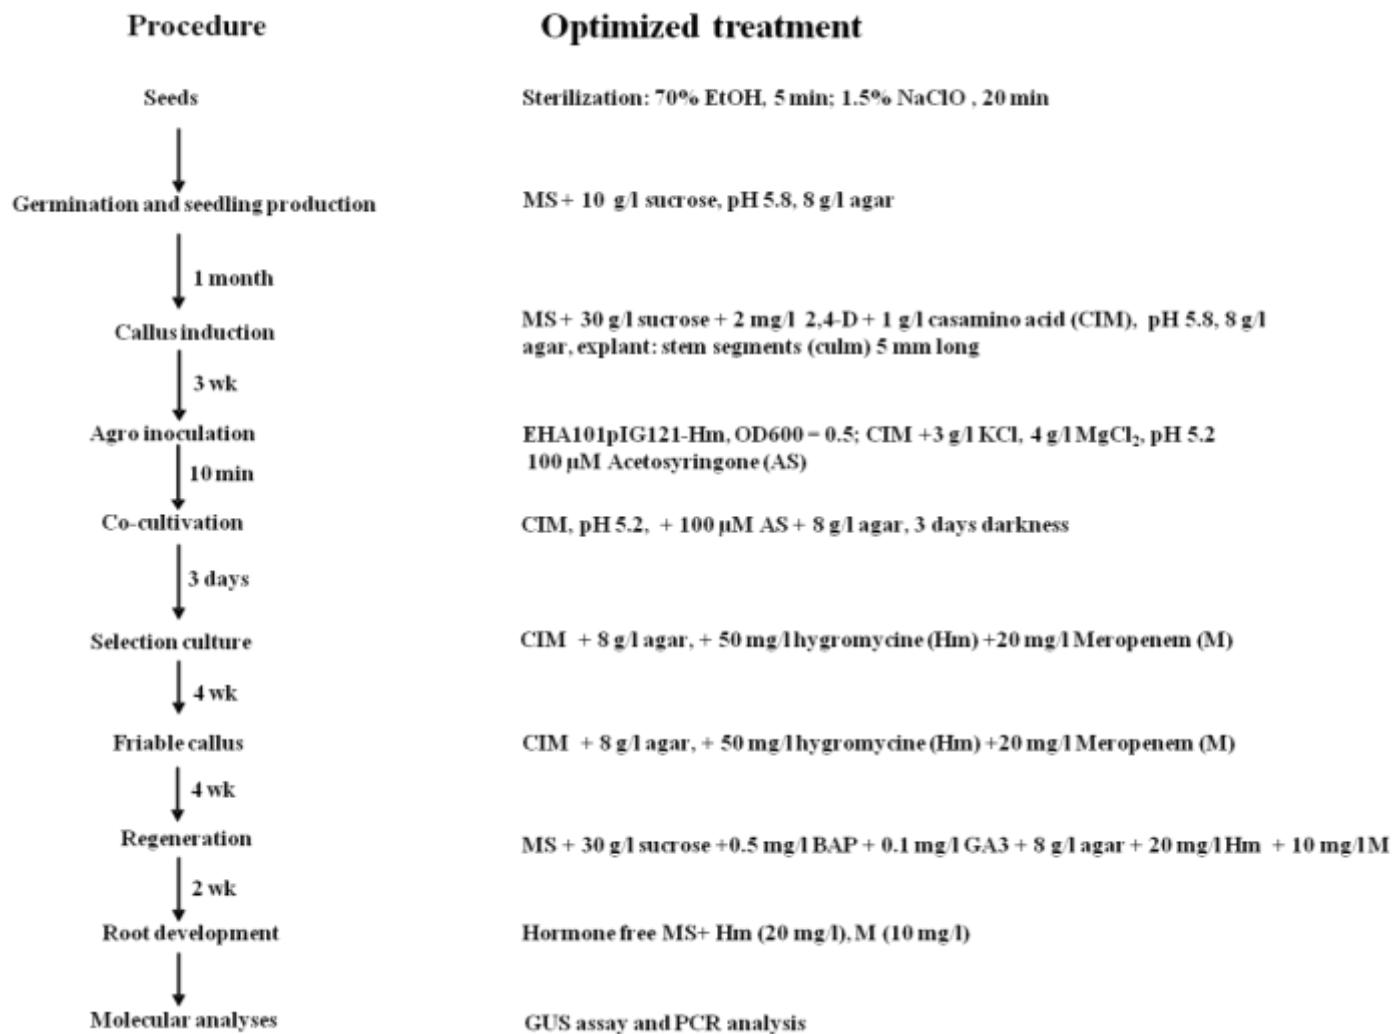 Procedure
Optimized treatment
Seeds
Sterilization: 70% EtOH, 5 min; 1.5% NaClO , 20 min
Germination and seedling production
MS + 10 g/l sucrose, pH 5.8, 8 g/l agar
1 month
Callus induction
MS + 30 g/l sucrose + 2 mg/l 2,4-D + 1 g/l casamino acid (CIM), pH 5.8, 8 g/l
agar, explant: stem segments (culm) 5 mm long
3 wk
Agro inoculation
EHA101pIG121-Hm, OD600 = 0.5; CIM +3 g/l KCl, 4 g/l MgCl₂, pH 5.2
100 µM Acetosyringone (AS)
10 min
Co-cultivation
CIM, pH 5.2, + 100 µM AS + 8 g/l agar, 3 days darkness
3 days
Selection culture
CIM + 8 g/l agar, + 50 mg/l hygromycine (Hm) +20 mg/l Meropenem (M)
4 wk
Friable callus
CIM + 8 g/l agar, + 50 mg/l hygromycine (Hm) +20 mg/l Meropenem (M)
4 wk
Regeneration
MS + 30 g/l sucrose +0.5 mg/l BAP + 0.1 mg/l GA3 + 8 g/l agar + 20 mg/l Hm + 10 mg/l M
2 wk
Root development
Hormone free MS+ Hm (20 mg/l), M (10 mg/l)
Molecular analyses
GUS assay and PCR analysis